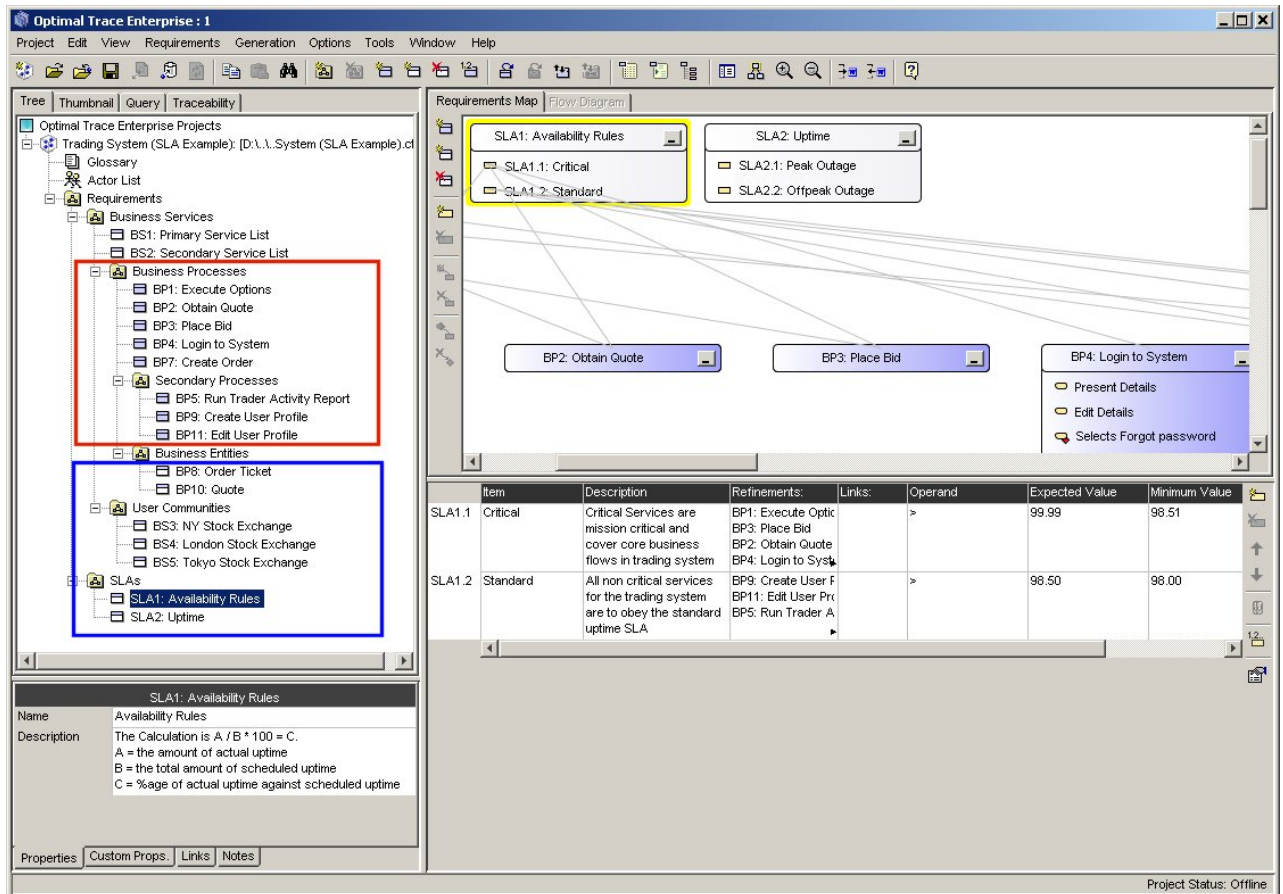 Optimal Trace Enterprise : 1
Project Edit View Requirements Generation Options Tools Window Help
Tree Thumbnail Query Traceability
Optimal Trace Enterprise Projects
Trading System (SLA Example): [D:\..\..System (SLA Example).ct
Glossary
Actor List
Requirements
Business Services
BS1: Primary Service List
BS2: Secondary Service List
Business Processes
BP1: Execute Options
BP2: Obtain Quote
BP3: Place Bid
BP4: Login to System
BP7: Create Order
Secondary Processes
BP5: Run Trader Activity Report
BP9: Create User Profile
BP11: Edit User Profile
Business Entities
BP8: Order Ticket
BP10: Quote
User Communities
BS3: NY Stock Exchange
BS4: London Stock Exchange
BS5: Tokyo Stock Exchange
SLAs
SLA1: Availability Rules
SLA2: Uptime
SLA1: Availability Rules
Name Availability Rules
Description The Calculation is A / B * 100 = C.
A = the amount of actual uptime
B = the total amount of scheduled uptime
C = %age of actual uptime against scheduled uptime
Properties Custom Props. Links Notes
Requirements Map Flow Diagram
SLA1: Availability Rules
SLA1.1: Critical
SLA1.2: Standard
SLA2: Uptime
SLA2.1: Peak Outage
SLA2.2: Offpeak Outage
BP2: Obtain Quote
BP3: Place Bid
BP4: Login to System
Present Details
Edit Details
Selects Forgot password
Item Description Refinements: Links: Operand Expected Value Minimum Value
SLA1.1 Critical Critical Services are BP1: Execute Optic > 99.99 98.51
mission critical and BP3: Place Bid
cover core business BP2: Obtain Quote
flows in trading system BP4: Login to Syst
SLA1.2 Standard All non critical services BP9: Create User F > 98.50 98.00
for the trading system BP11: Edit User Pr
are to obey the standard BP5: Run Trader A
uptime SLA
1.2..
Project Status: Offline